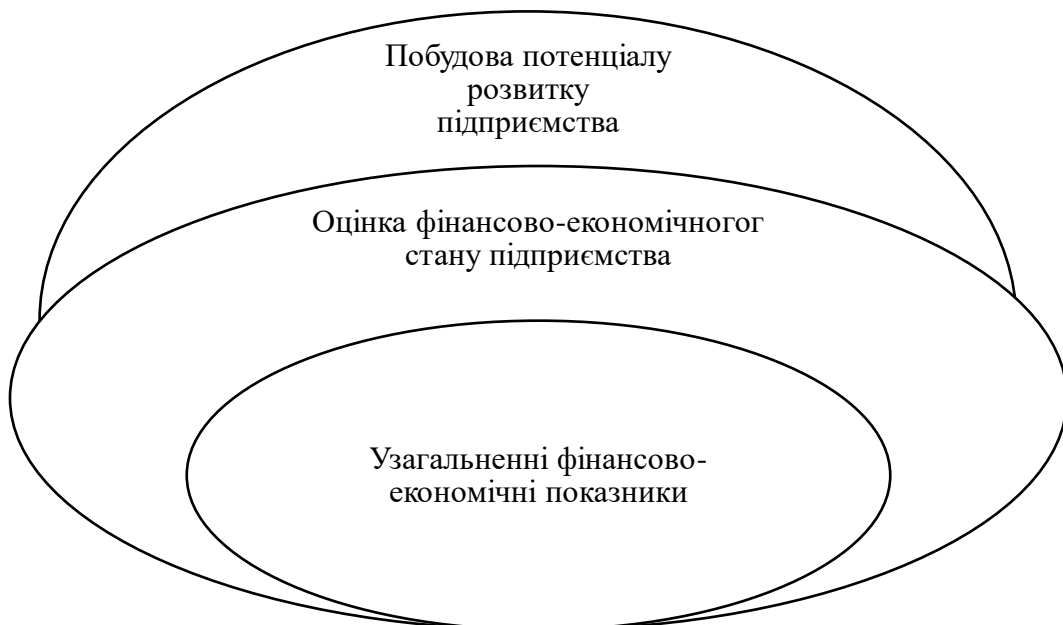 Побудова потенціалу
розвитку
підприємства
Оцінка фінансово-економічногог
стану підприємства
Узагальненні фінансово-
економічні показники